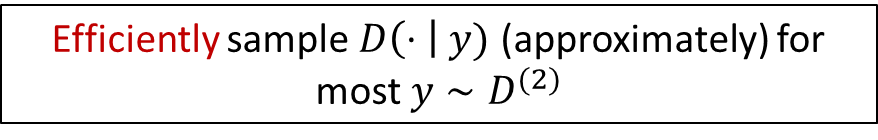 Efficiently sample D(· | y) (approximately) for
most y ~ D⁽²⁾